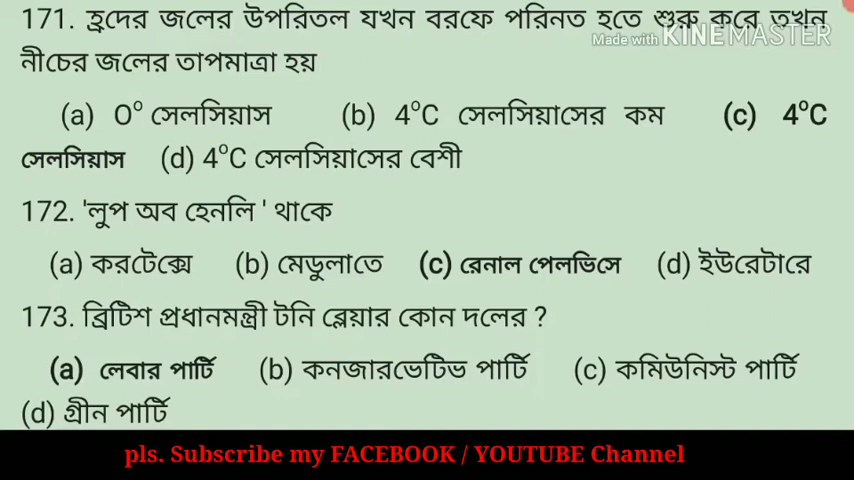 171. হ্রদের জলের উপরিতল যখন বরফে পরিনত হতে শুরু করে তখন
Made with KINEMASTER
নীচের জলের তাপমাত্রা হয়
(a) 0° সেলসিয়াস (b) 4°C সেলসিয়াসের কম (c) 4°C
সেলসিয়াস (d) 4°C সেলসিয়াসের বেশী
172. 'লুপ অব হেনলি ' থাকে
(a) করটেক্সে (b) মেডুলাতে (c) রেনাল পেলভিসে (d) ইউরেটারে
173. ব্রিটিশ প্রধানমন্ত্রী টনি ব্লেয়ার কোন দলের ?
(a) লেবার পার্টি (b) কনজারভেটিভ পার্টি (c) কমিউনিস্ট পার্টি
(d) গ্রীন পার্টি
pls. Subscribe my FACEBOOK / YOUTUBE Channel